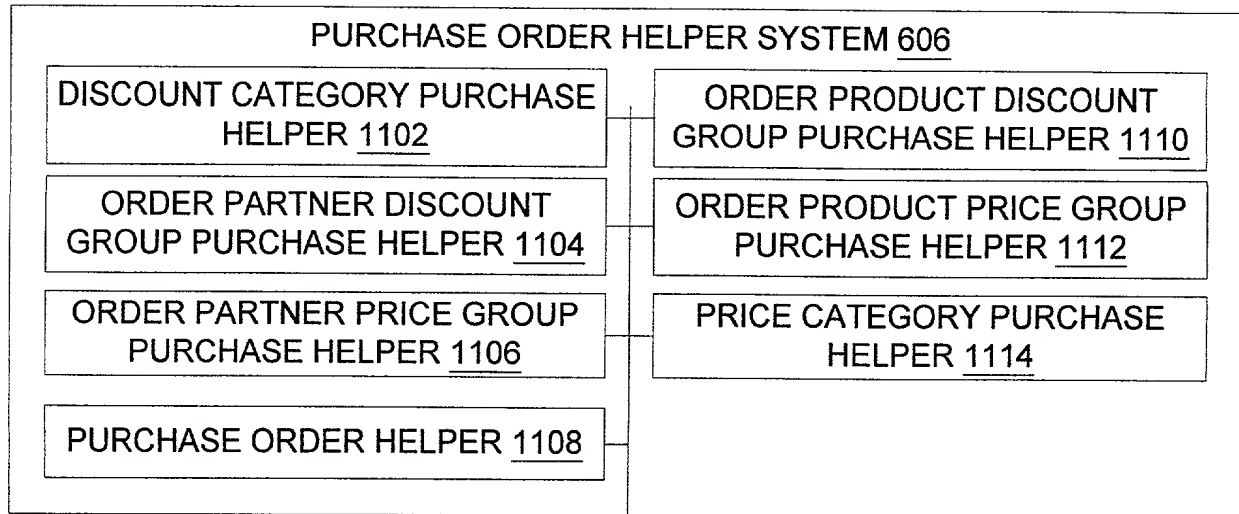 PURCHASE ORDER HELPER SYSTEM 606
DISCOUNT CATEGORY PURCHASE
HELPER 1102
ORDER PARTNER DISCOUNT
GROUP PURCHASE HELPER 1104
ORDER PARTNER PRICE GROUP
PURCHASE HELPER 1106
PURCHASE ORDER HELPER 1108
ORDER PRODUCT DISCOUNT
GROUP PURCHASE HELPER 1110
ORDER PRODUCT PRICE GROUP
PURCHASE HELPER 1112
PRICE CATEGORY PURCHASE
HELPER 1114